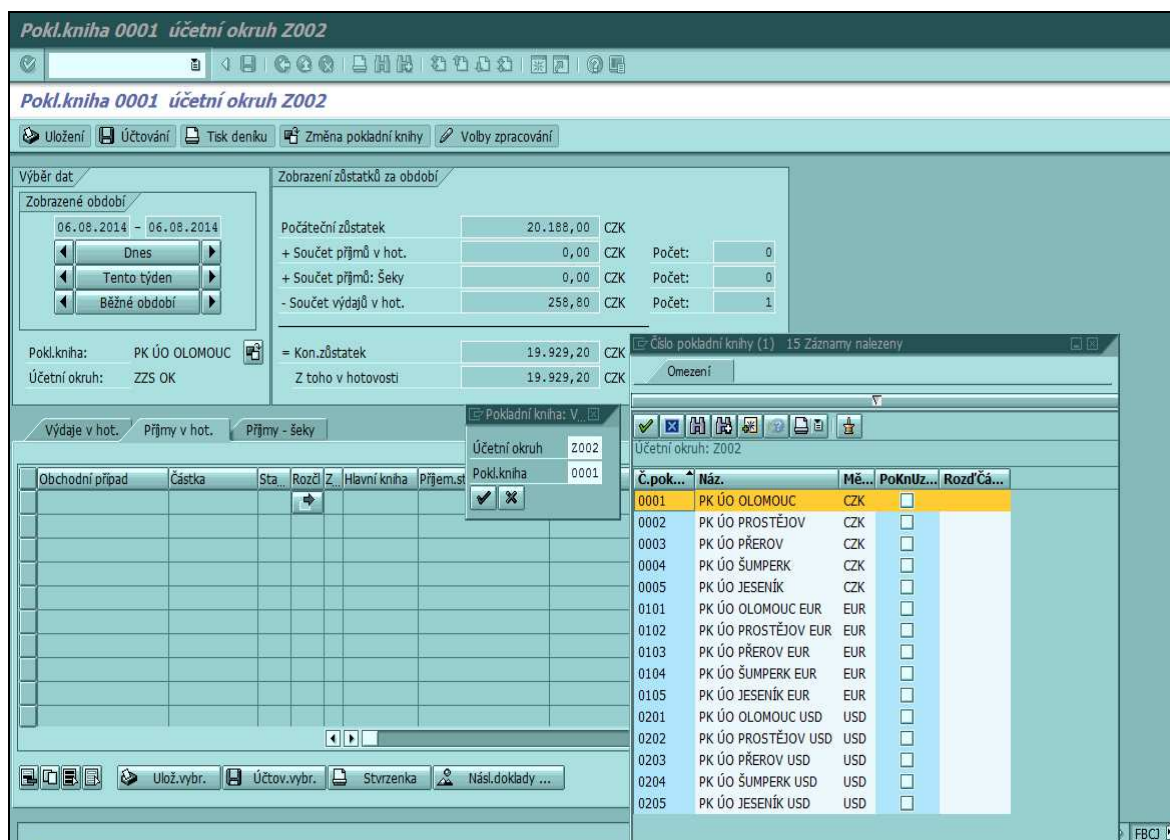 Pokl.kniha 0001 účetní okruh Z002
Pokl.kniha 0001 účetní okruh Z002
Uložení Účtování Tisk deníku Změna pokladní knihy Volby zpracování
Výběr dat
Zobrazené období
06.08.2014 - 06.08.2014
Dnes
Tento týden
Běžné období
Pokl.kniha: PK ÚO OLOMOUC
Účetní okruh: ZZS OK
Zobrazení zůstatků za období
Počáteční zůstatek 20.188,00 CZK
+ Součet příjmů v hot. 0,00 CZK Počet: 0
+ Součet příjmů: Šeky 0,00 CZK Počet: 0
- Součet výdajů v hot. 258,80 CZK Počet: 1
= Kon.zůstatek 19.929,20 CZK
Z toho v hotovosti 19.929,20 CZK
Výdaje v hot. Příjmy v hot. Příjmy - šeky
Obchodní případ Částka Sta... Rozčl Z... Hlavní kniha Příjem.st
Ulož.vybr. Účtov.vybr. Stvrzenka Násl.doklady ...
Pokladní kniha: V...
Účetní okruh Z002
Pokl.kniha 0001
Číslo pokladní knihy (1) 15 Záznamy nalezeny
Omezení
Účetní okruh: Z002
Č.pok... Náz. Mě... PoKnUz... Rozd'Čá...
0001 PK ÚO OLOMOUC CZK
0002 PK ÚO PROSTĚJOV CZK
0003 PK ÚO PŘEROV CZK
0004 PK ÚO ŠUMPERK CZK
0005 PK ÚO JESENÍK CZK
0101 PK ÚO OLOMOUC EUR EUR
0102 PK ÚO PROSTĚJOV EUR EUR
0103 PK ÚO PŘEROV EUR EUR
0104 PK ÚO ŠUMPERK EUR EUR
0105 PK ÚO JESENÍK EUR EUR
0201 PK ÚO OLOMOUC USD USD
0202 PK ÚO PROSTĚJOV USD USD
0203 PK ÚO PŘEROV USD USD
0204 PK ÚO ŠUMPERK USD USD
0205 PK ÚO JESENÍK USD USD
FBCJ